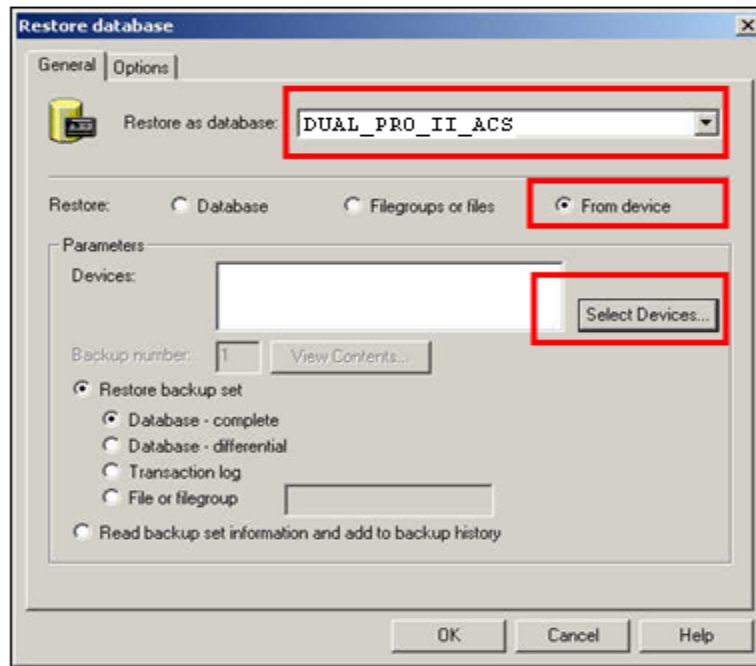 Restore database
General Options
Restore as database: DUAL_PRO_II_ACS
Restore: Database Filegroups or files From device
Parameters
Devices:
Select Devices...
Backup number: 1 View Contents...
Restore backup set
Database - complete
Database - differential
Transaction log
File or filegroup
Read backup set information and add to backup history
OK Cancel Help